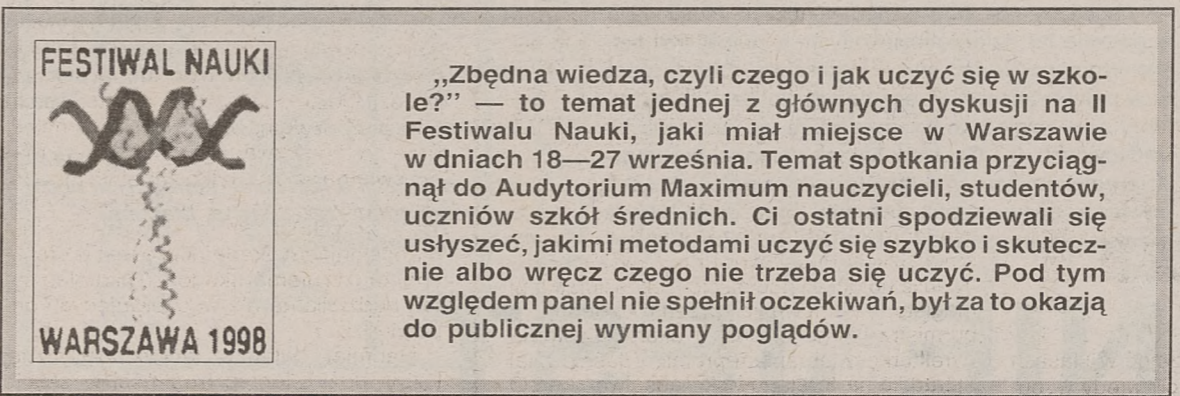 FESTIWAL NAUKI
WARSZAWA 1998
,,Zbędna wiedza, czyli czego i jak uczyć się w szko-
le?” — to temat jednej z głównych dyskusji na II
Festiwalu Nauki, jaki miał miejsce w Warszawie
w dniach 18—27 września. Temat spotkania przyciąg-
nął do Audytorium Maximum nauczycieli, studentów,
uczniów szkół średnich. Ci ostatni spodziewali się
usłyszeć, jakimi metodami uczyć się szybko i skutecz-
nie albo wręcz czego nie trzeba się uczyć. Pod tym
względem panel nie spełnił oczekiwań, był za to okazją
do publicznej wymiany poglądów.